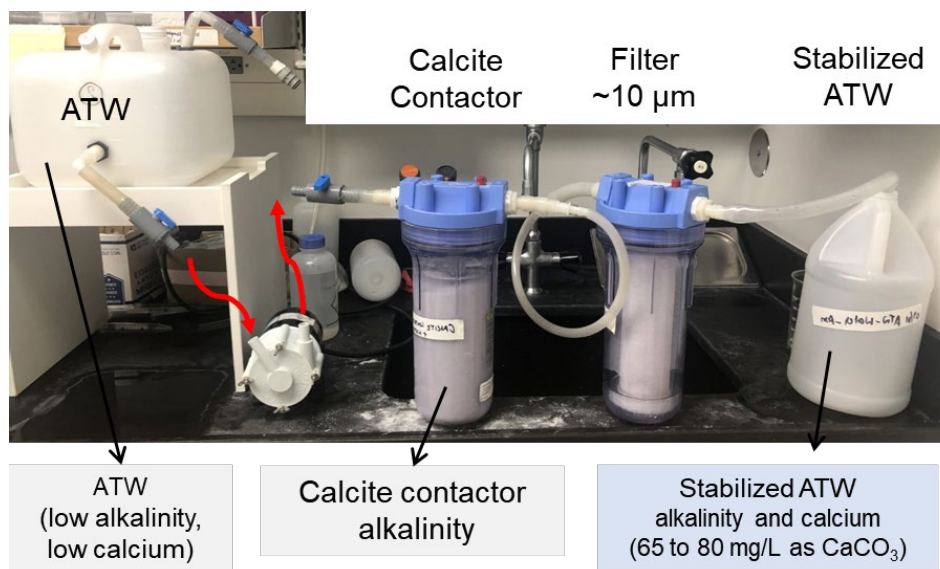 ATW
Calcite
Contactor
Filter
~10 µm
Stabilized
ATW
ATW
(low alkalinity,
low calcium)
Calcite contactor
alkalinity
Stabilized ATW
alkalinity and calcium
(65 to 80 mg/L as CaCO₃)